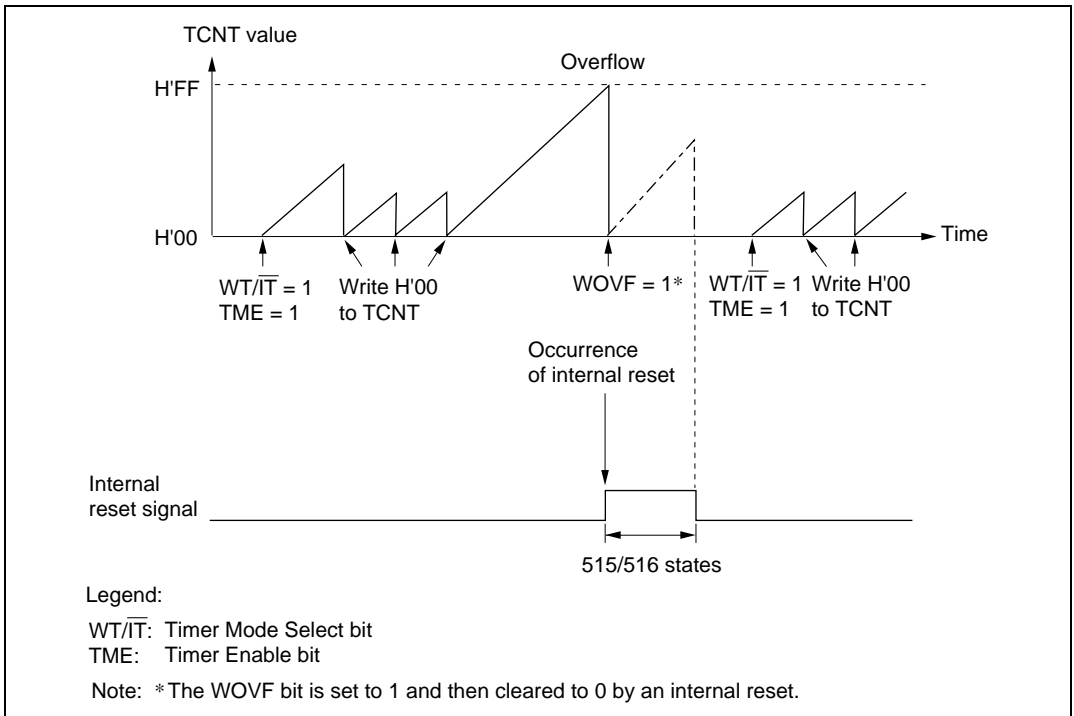 TCNT value
Overflow
H'FF
H'00
Time
WT/I̅T̅ = 1
TME = 1
Write H'00
to TCNT
WOVF = 1*
WT/I̅T̅ = 1
TME = 1
Write H'00
to TCNT
Occurrence
of internal reset
Internal
reset signal
515/516 states
Legend:
WT/I̅T̅: Timer Mode Select bit
TME: Timer Enable bit
Note: * The WOVF bit is set to 1 and then cleared to 0 by an internal reset.